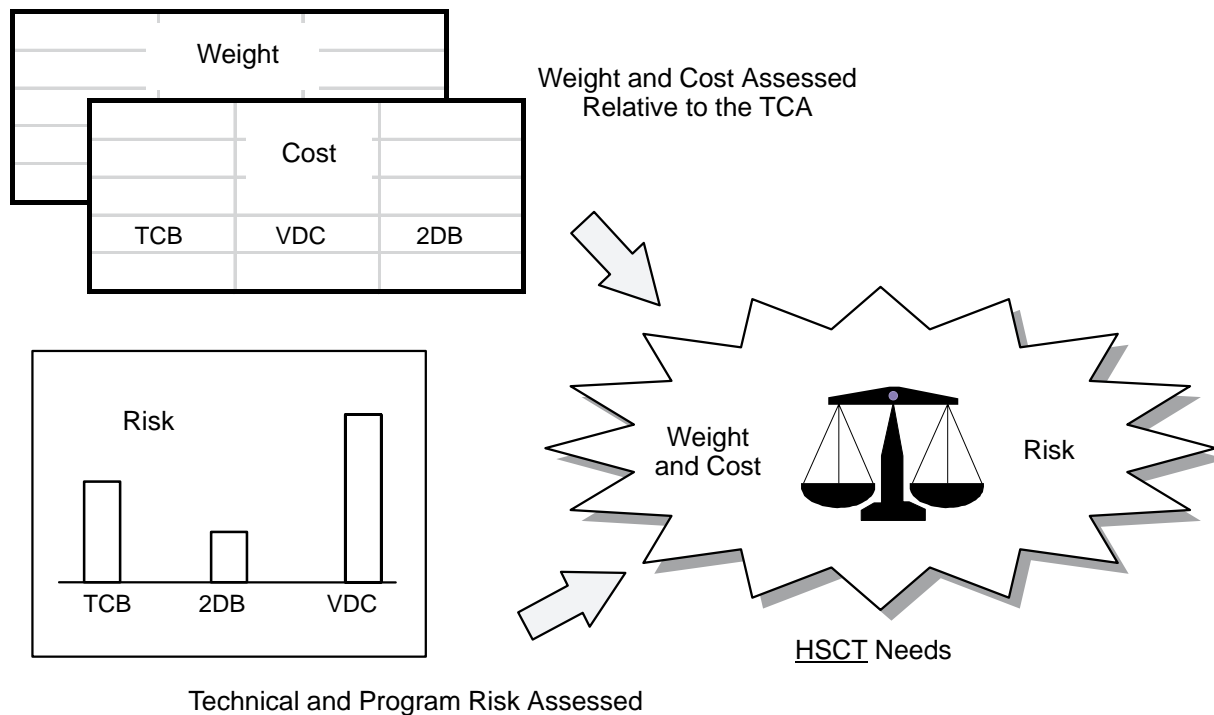 Weight
Weight and Cost Assessed
Relative to the TCA
Cost
TCB VDC 2DB
Risk
TCB 2DB VDC
Weight
and Cost
Risk
HSCT Needs
Technical and Program Risk Assessed